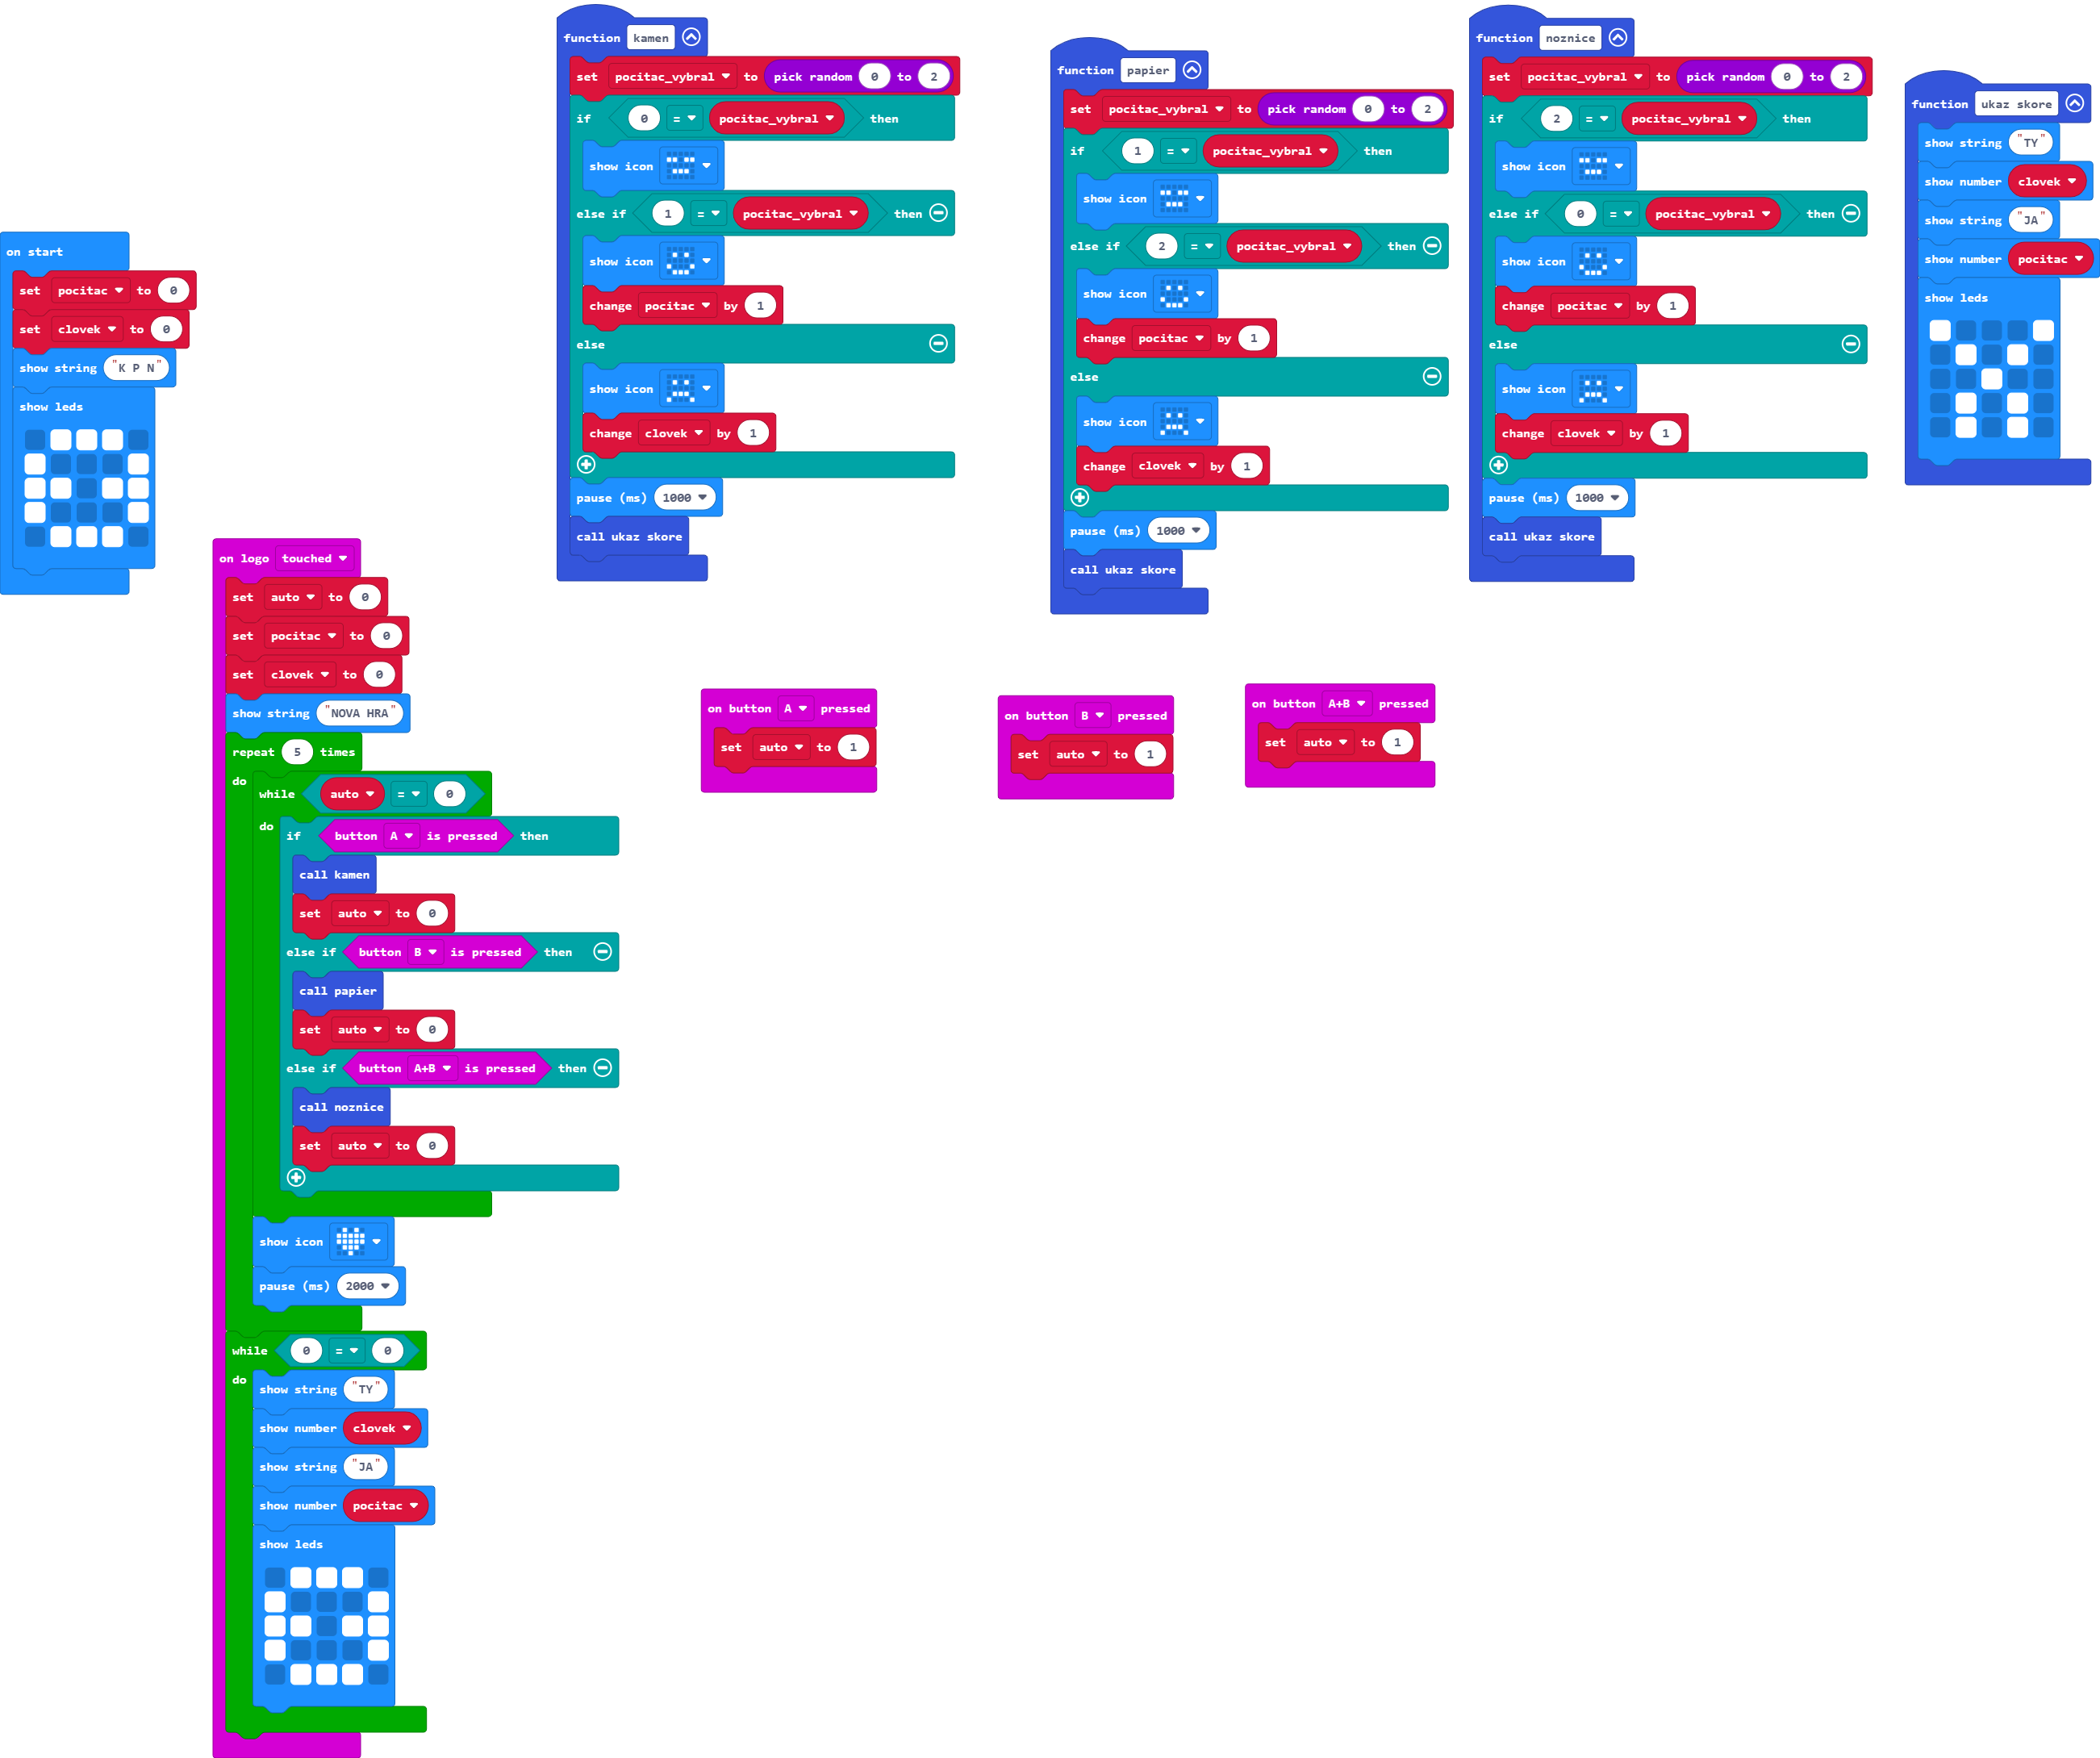 on start
set pocitac to 0
set clovek to 0
show string "K P N"
show leds
on logo touched
set auto to 0
set pocitac to 0
set clovek to 0
show string "NOVA HRA"
repeat 5 times
do
while auto = 0
do
if button A is pressed then
call kamen
set auto to 0
else if button B is pressed then
call papier
set auto to 0
else if button A+B is pressed then
call noznice
set auto to 0
show icon
pause (ms) 2000
while 0 = 0
do
show string "TY"
show number clovek
show string "JA"
show number pocitac
show leds
function kamen
set pocitac_vybral to pick random 0 to 2
if 0 = pocitac_vybral then
show icon
else if 1 = pocitac_vybral then
show icon
change pocitac by 1
else
show icon
change clovek by 1
pause (ms) 1000
call ukaz skore
function papier
set pocitac_vybral to pick random 0 to 2
if 1 = pocitac_vybral then
show icon
else if 2 = pocitac_vybral then
show icon
change pocitac by 1
else
show icon
change clovek by 1
pause (ms) 1000
call ukaz skore
function noznice
set pocitac_vybral to pick random 0 to 2
if 2 = pocitac_vybral then
show icon
else if 0 = pocitac_vybral then
show icon
change pocitac by 1
else
show icon
change clovek by 1
pause (ms) 1000
call ukaz skore
function ukaz skore
show string "TY"
show number clovek
show string "JA"
show number pocitac
show leds
on button A pressed
set auto to 1
on button B pressed
set auto to 1
on button A+B pressed
set auto to 1